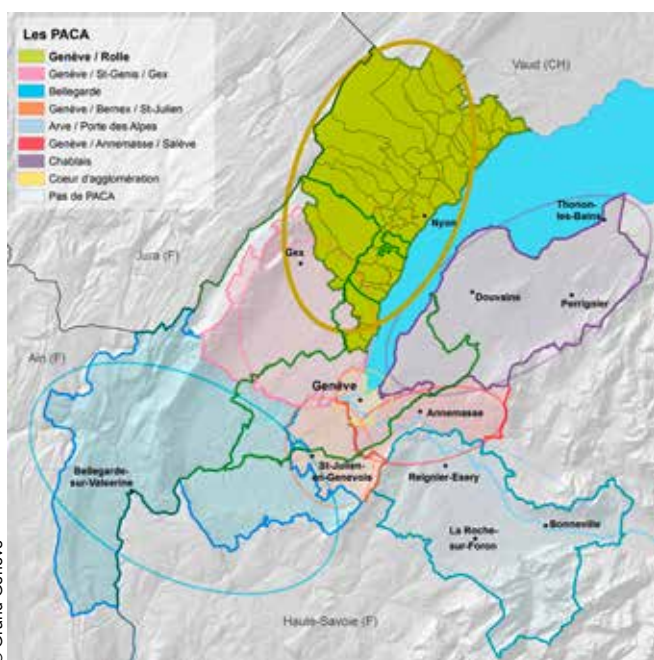 Les PACA
Genève / Rolle
Genève / St-Genis / Gex
Bellegarde
Genève / Bernex / St-Julien
Arve / Porte des Alpes
Genève / Annemasse / Salève
Chablais
Coeur d'agglomération
Pas de PACA
Vaud (CH)
Nyon
Thonon-
les-Bains
Jura (F)
Gex
Douvaine
Perrignier
Ain (F)
Genève
Annemasse
Bellegarde-
sur-Valserine
St-Julien-
en-Genevois
Reignier-Esery
La Roche-
sur-Foron
Bonneville
Haute-Savoie (F)
© Grand Genève